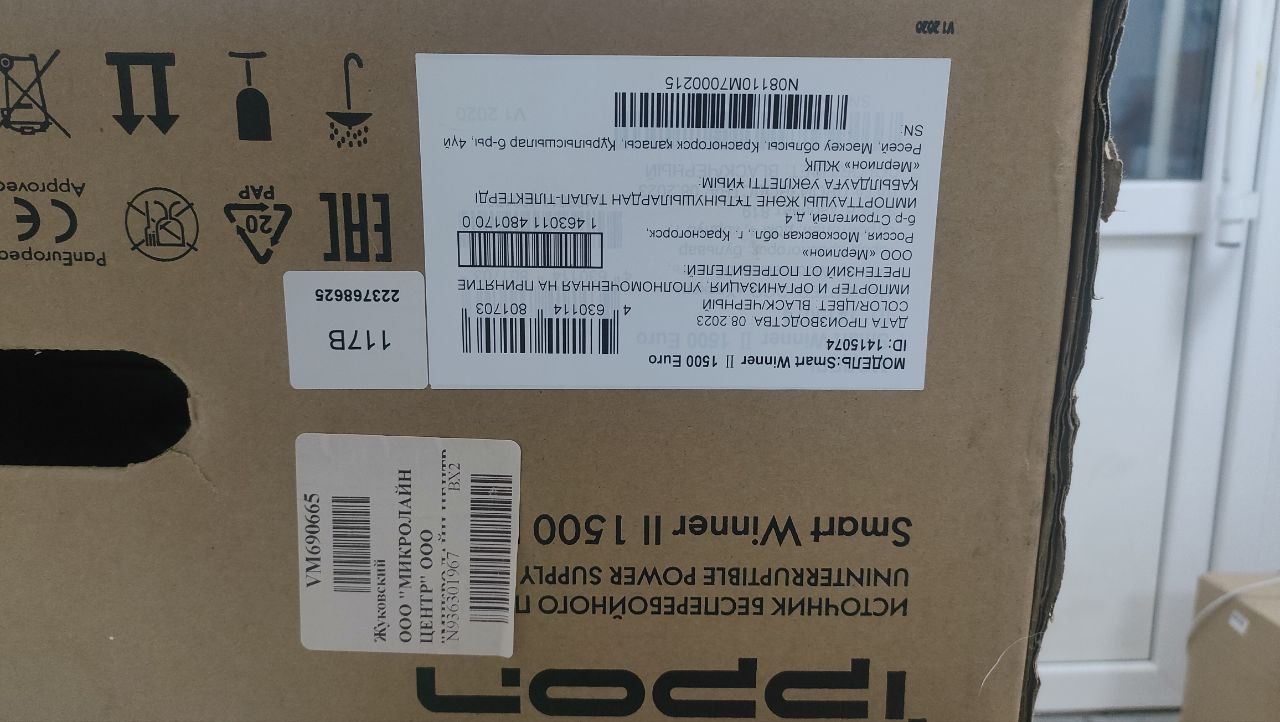 ippon
ИСТОЧНИК БЕСПЕРЕБОЙНОГО П
UNINTERRUPTIBLE POWER SUPPLY
Smart Winner II 1500
МОДЕЛЬ:Smart Winner II 1500 Euro
ID: 1415074
ДАТА ПРОИЗВОДСТВА 08.2023
COLOR/ЦВЕТ: BLACK/ЧЕРНЫЙ
ИМПОРТЕР И ОРГАНИЗАЦИЯ, УПОЛНОМОЧЕННАЯ НА ПРИНЯТИЕ
ПРЕТЕНЗИЙ ОТ ПОТРЕБИТЕЛЕЙ:
ООО «Мерлион»
Россия, Московская обл., г. Красногорск,
б-р Строителей, д.4
ИМПОРТТАУШЫ ЖӘНЕ ТҰТЫНУШЫЛАРДАН ТАЛАП-ТІЛЕКТЕРДІ
ҚАБЫЛДАУҒА УӘКІЛЕТТІ ҰЙЫМ:
«Мерлион» ЖШҚ
Ресей, Мәскеу облысы, Красногорск қаласы, Құрылысшылар б-ры, 4үй
SN:
N08110M7000215
4 630114 801703
1 463011 480170 0
117B
223768625
VM690665
Жуковский
ООО "МИКРОЛАЙН
ЦЕНТР" ООО
N936301967 BX2
EAC
20
PAP
CE
PanEuropean
Approved
V1 2020